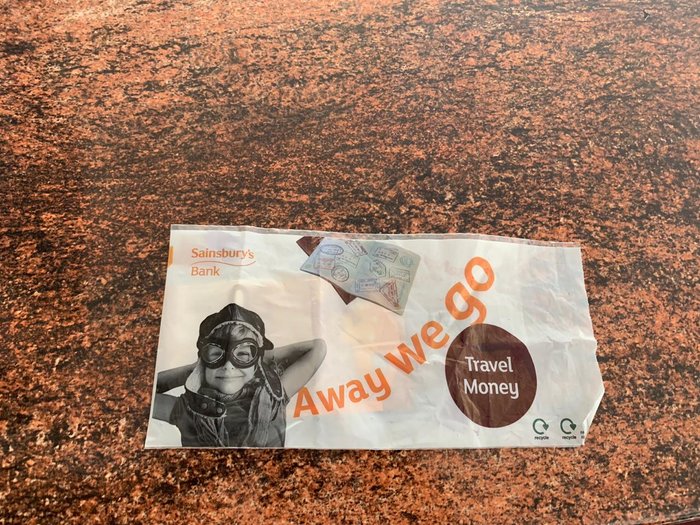 Sainsbury's
Bank
Away we go
Travel
Money
recycle
recycle